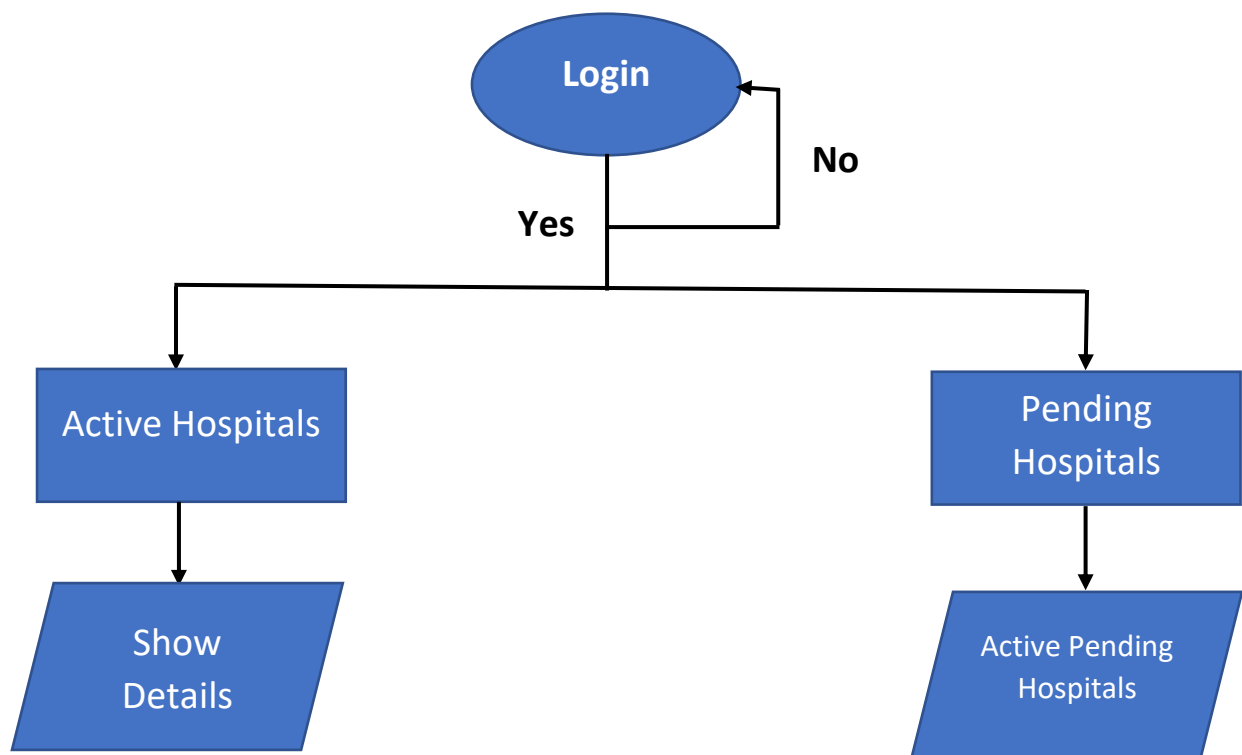 Login
No
Yes
Active Hospitals
Pending
Hospitals
Show
Details
Active Pending
Hospitals